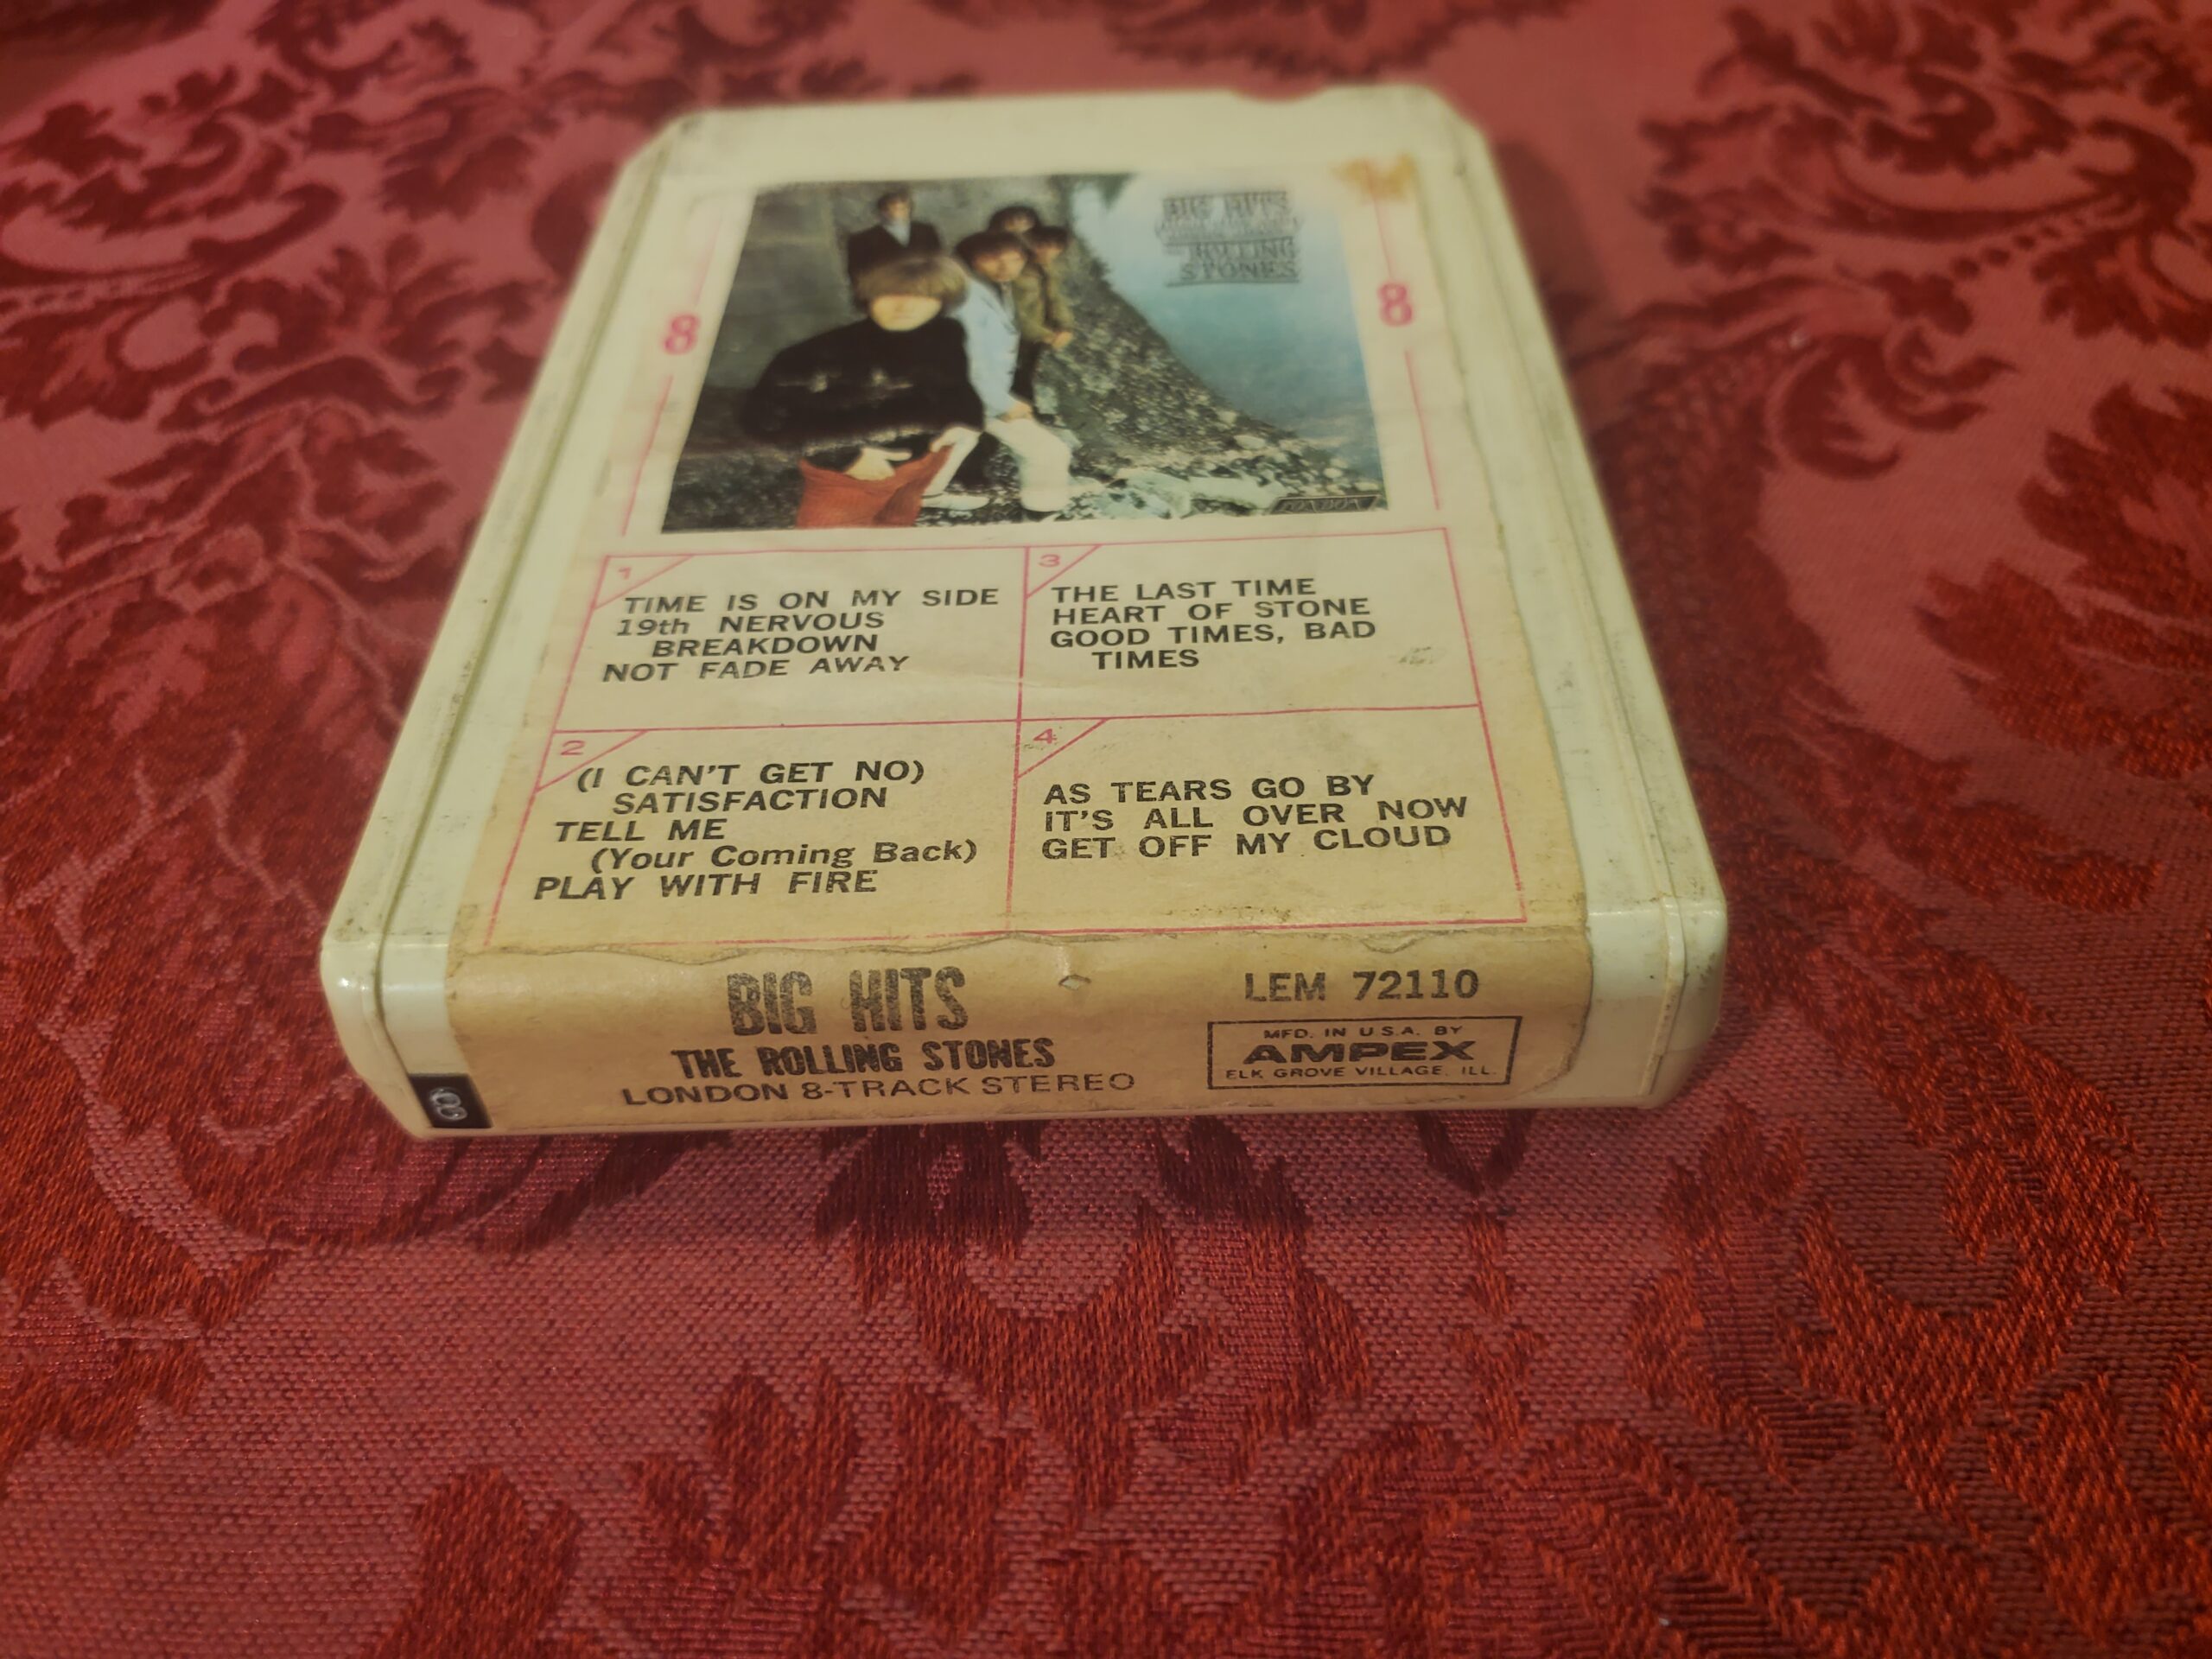 BIG HITS
ROLLING
STONES
8
8
LONDON
1
TIME IS ON MY SIDE
19th NERVOUS
BREAKDOWN
NOT FADE AWAY
2
(I CAN'T GET NO)
SATISFACTION
TELL ME
(Your Coming Back)
PLAY WITH FIRE
3
THE LAST TIME
HEART OF STONE
GOOD TIMES, BAD
TIMES
4
AS TEARS GO BY
IT'S ALL OVER NOW
GET OFF MY CLOUD
BIG HITS
THE ROLLING STONES
LONDON 8-TRACK STEREO
LEM 72110
MFD. IN U.S.A. BY
AMPEX
ELK GROVE VILLAGE, ILL.